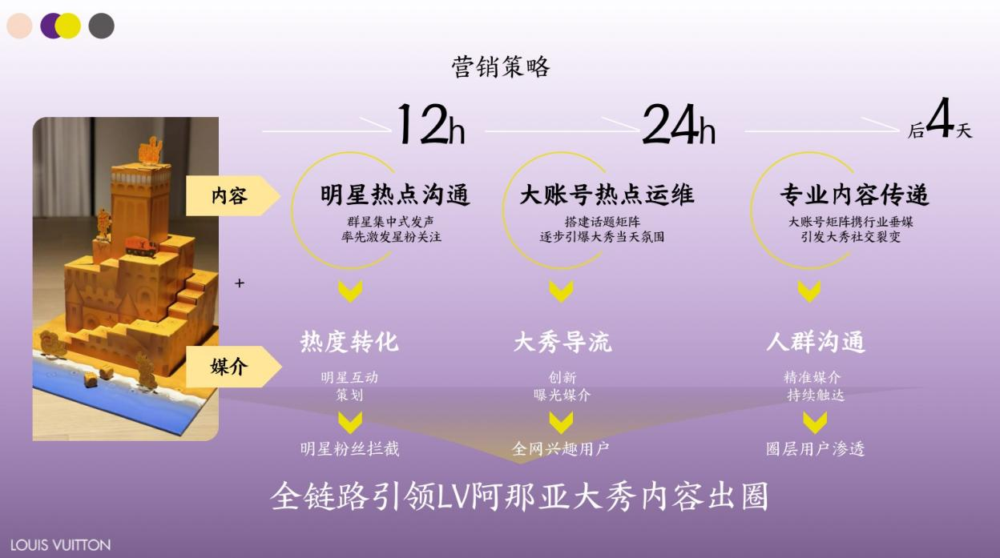 营销策略
12h
24h
后4天
内容
明星热点沟通
群星集中式发声
率先激发星粉关注
大账号热点运维
搭建话题矩阵
逐步引爆大秀当天氛围
专业内容传递
大账号矩阵携行业垂媒
引发大秀社交裂变
+
媒介
热度转化
明星互动
策划
明星粉丝拦截
大秀导流
创新
曝光媒介
全网兴趣用户
人群沟通
精准媒介
持续触达
圈层用户渗透
全链路引领LV阿那亚大秀内容出圈
LOUIS VUITTON